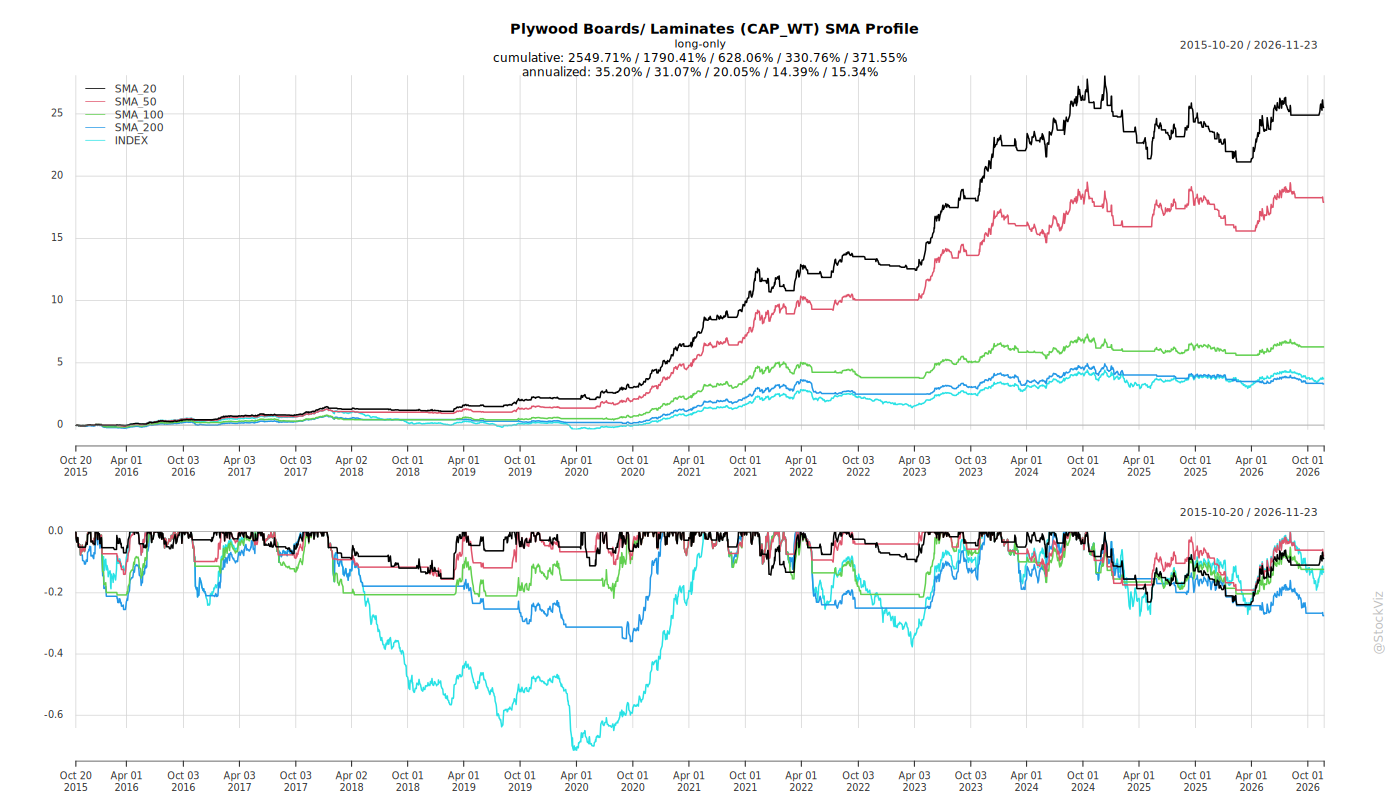 Plywood Boards/ Laminates (CAP_WT) SMA Profile
long-only
cumulative: 2549.71% / 1790.41% / 628.06% / 330.76% / 371.55%
annualized: 35.20% / 31.07% / 20.05% / 14.39% / 15.34%
2015-10-20 / 2026-11-23
SMA_20
SMA_50
SMA_100
SMA_200
INDEX
25
20
15
10
5
0
Oct 20 Apr 01 Oct 03 Apr 03 Oct 03 Apr 02 Oct 01 Apr 01 Oct 01 Apr 01 Oct 01 Apr 01 Oct 01 Apr 01 Oct 03 Apr 03 Oct 03 Apr 01 Oct 01 Apr 01 Oct 01 Apr 01 Oct 01
2015 2016 2016 2017 2017 2018 2018 2019 2019 2020 2020 2021 2021 2022 2022 2023 2023 2024 2024 2025 2025 2026 2026
2015-10-20 / 2026-11-23
0.0
-0.2
-0.4
-0.6
Oct 20 Apr 01 Oct 03 Apr 03 Oct 03 Apr 02 Oct 01 Apr 01 Oct 01 Apr 01 Oct 01 Apr 01 Oct 01 Apr 01 Oct 03 Apr 03 Oct 03 Apr 01 Oct 01 Apr 01 Oct 01 Apr 01 Oct 01
2015 2016 2016 2017 2017 2018 2018 2019 2019 2020 2020 2021 2021 2022 2022 2023 2023 2024 2024 2025 2025 2026 2026
@StockViz